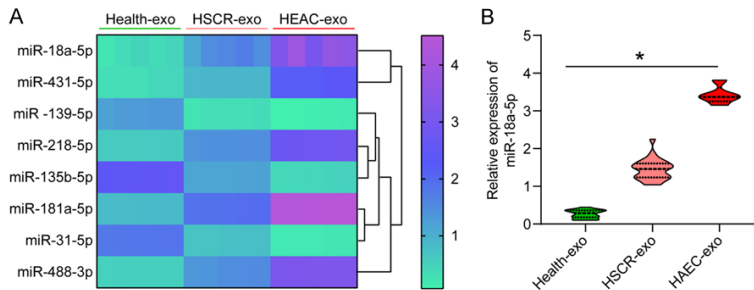 A
Health-exo HSCR-exo HEAC-exo
miR-18a-5p
miR-431-5p
miR -139-5p
miR-218-5p
miR-135b-5p
miR-181a-5p
miR-31-5p
miR-488-3p
4
3
2
1
B
Relative expression of
miR-18a-5p
5
4
3
2
1
0
*
Health-exo
HSCR-exo
HAEC-exo